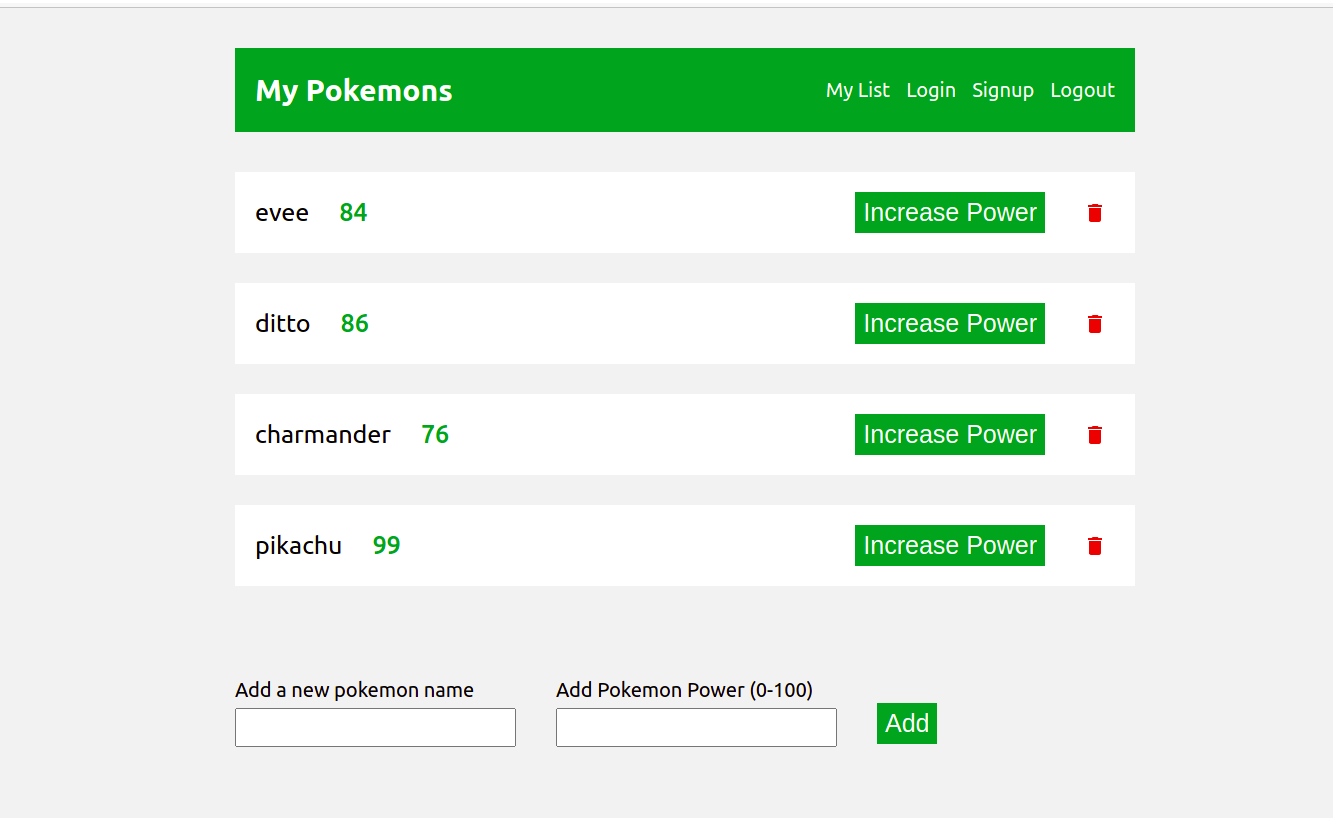 My Pokemons My List Login Signup Logout
evee 84 Increase Power
ditto 86 Increase Power
charmander 76 Increase Power
pikachu 99 Increase Power
Add a new pokemon name Add Pokemon Power (0-100)
Add